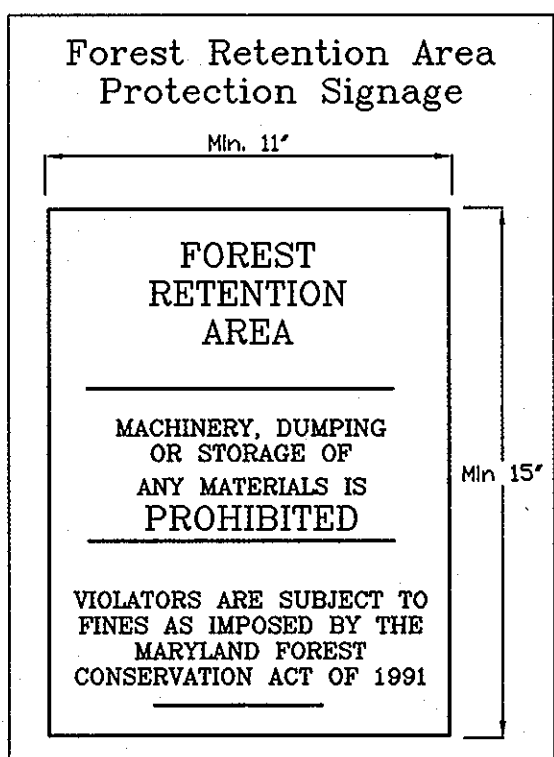 Forest Retention Area
Protection Signage
Min. 11"
FOREST
RETENTION
AREA
MACHINERY, DUMPING
OR STORAGE OF
ANY MATERIALS IS
PROHIBITED
Min 15"
VIOLATORS ARE SUBJECT TO
FINES AS IMPOSED BY THE
MARYLAND FOREST
CONSERVATION ACT OF 1991